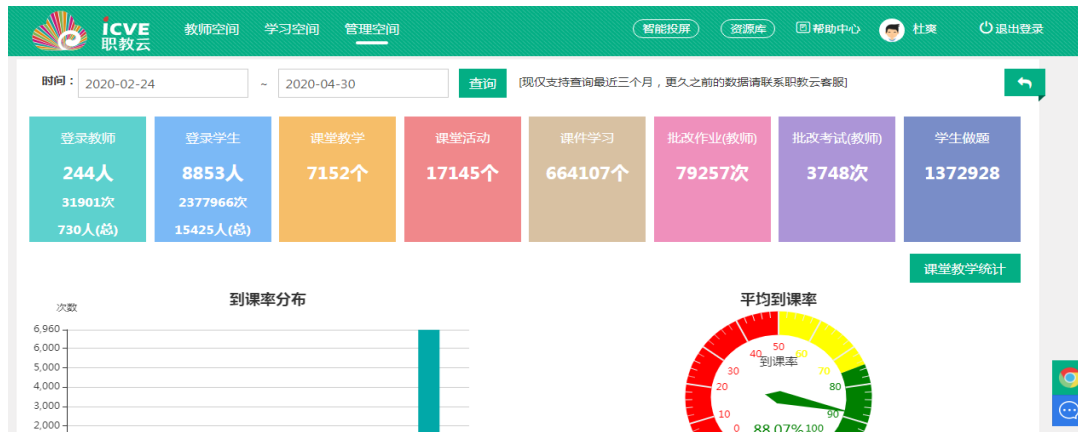 iCVE 职教云 教师空间 学习空间 管理空间 智能投屏 资源库 帮助中心 杜爽 退出登录
时间： 2020-02-24 ~ 2020-04-30 查询 [现仅支持查询最近三个月，更久之前的数据请联系职教云客服]
登录教师 登录学生 课堂教学 课堂活动 课件学习 批改作业(教师) 批改考试(教师) 学生做题
244人 8853人 7152个 17145个 664107个 79257次 3748次 1372928
31901次 2377966次
730人(总) 15425人(总)
课堂教学统计
到课率分布
次数
6,960
6,000
5,000
4,000
3,000
2,000
平均到课率
0 10 20 30 40 50 60 70 80 90 100
到课率
88.07%